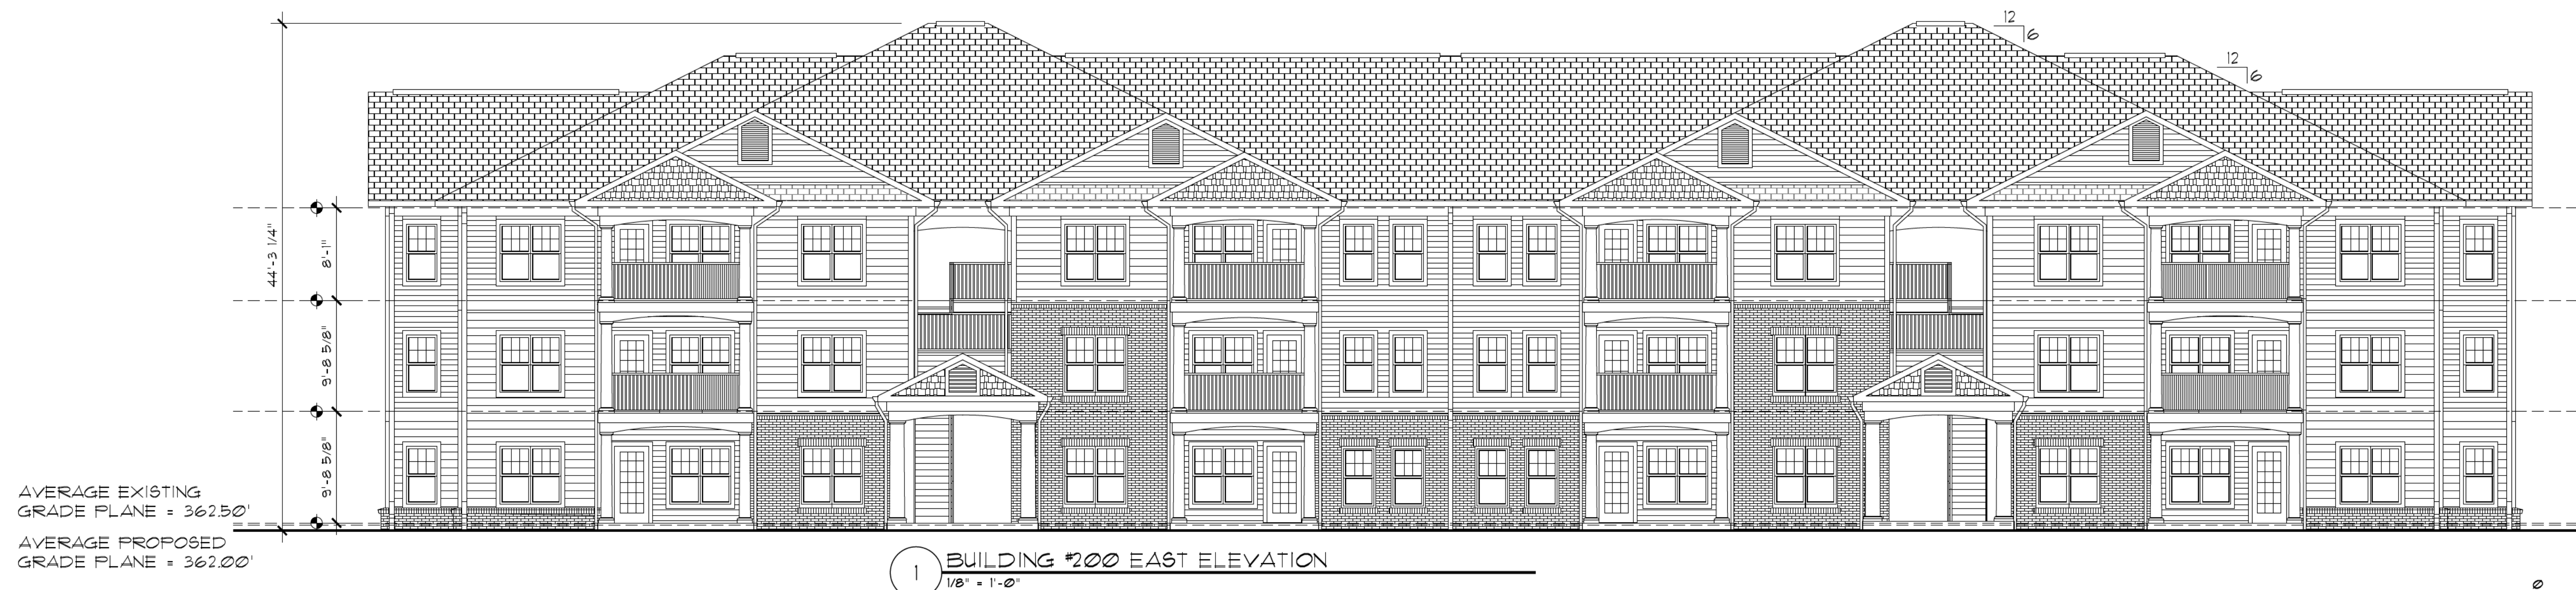 12
6
12
6
44'-3 1/4"
8'-1"
9'-8 5/8"
9'-8 5/8"
AVERAGE EXISTING
GRADE PLANE = 362.50'
AVERAGE PROPOSED
GRADE PLANE = 362.00'
1
BUILDING #200 EAST ELEVATION
1/8" = 1'-0"
0